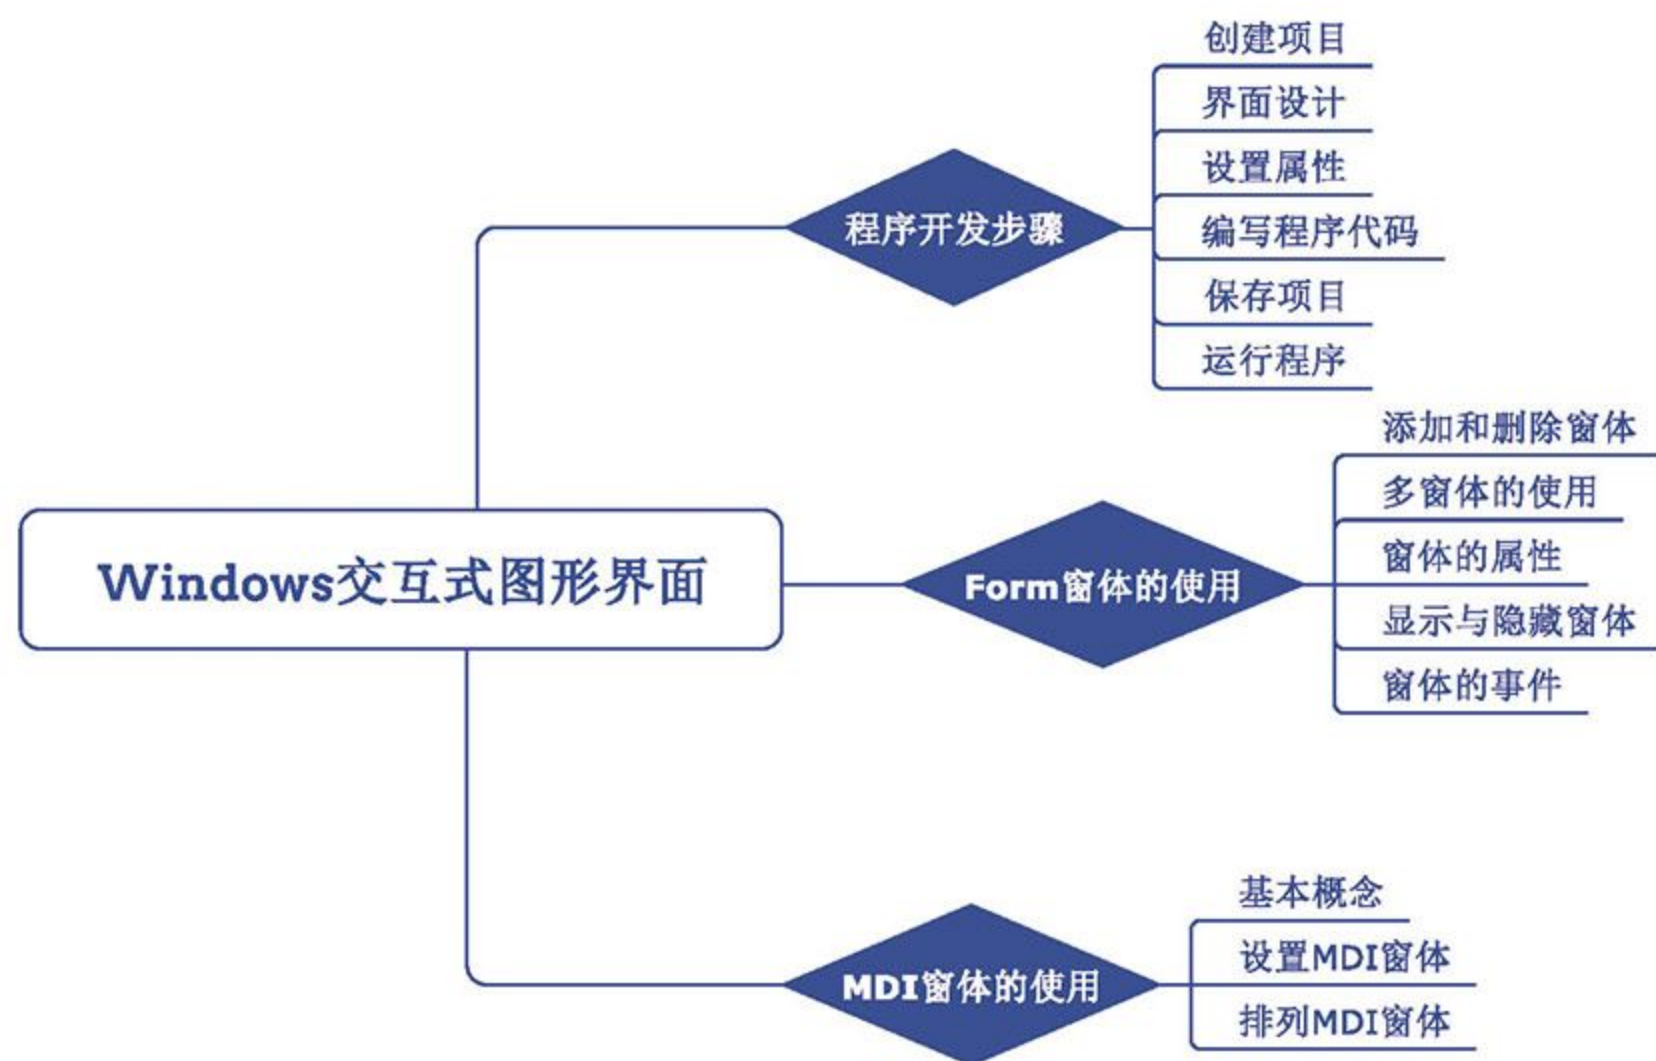 Windows交互式图形界面
程序开发步骤
创建项目
界面设计
设置属性
编写程序代码
保存项目
运行程序
Form窗体的使用
添加和删除窗体
多窗体的使用
窗体的属性
显示与隐藏窗体
窗体的事件
MDI窗体的使用
基本概念
设置MDI窗体
排列MDI窗体